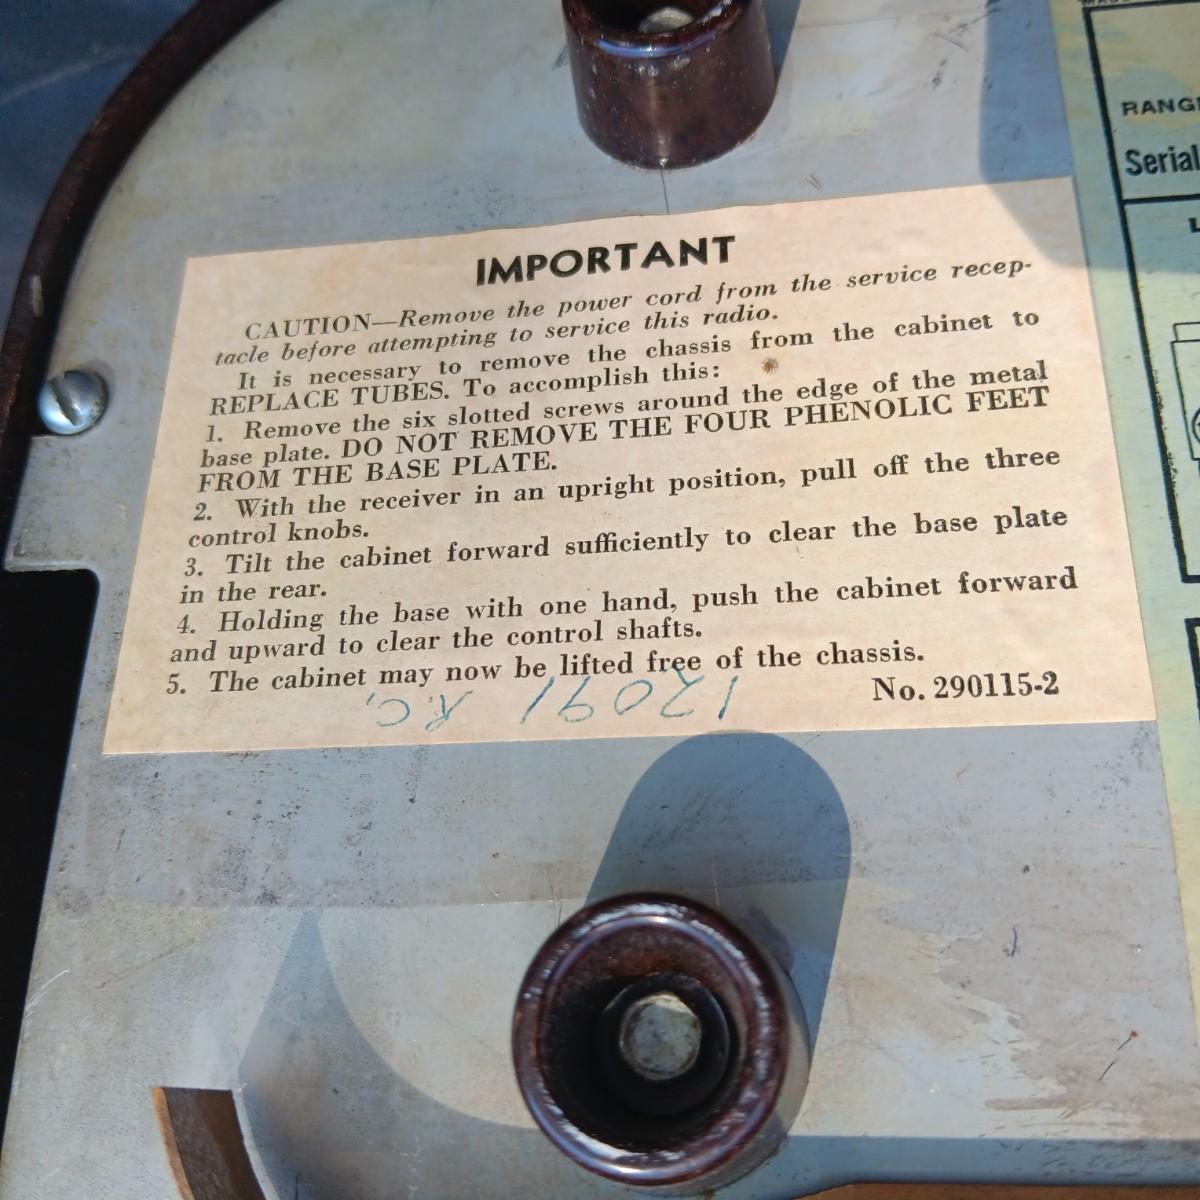 IMPORTANT
CAUTION—Remove the power cord from the service recep-
tacle before attempting to service this radio.
It is necessary to remove the chassis from the cabinet to
REPLACE TUBES. To accomplish this:
1. Remove the six slotted screws around the edge of the metal
base plate. DO NOT REMOVE THE FOUR PHENOLIC FEET
FROM THE BASE PLATE.
2. With the receiver in an upright position, pull off the three
control knobs.
3. Tilt the cabinet forward sufficiently to clear the base plate
in the rear.
4. Holding the base with one hand, push the cabinet forward
and upward to clear the control shafts.
5. The cabinet may now be lifted free of the chassis.
No. 290115-2
Serial